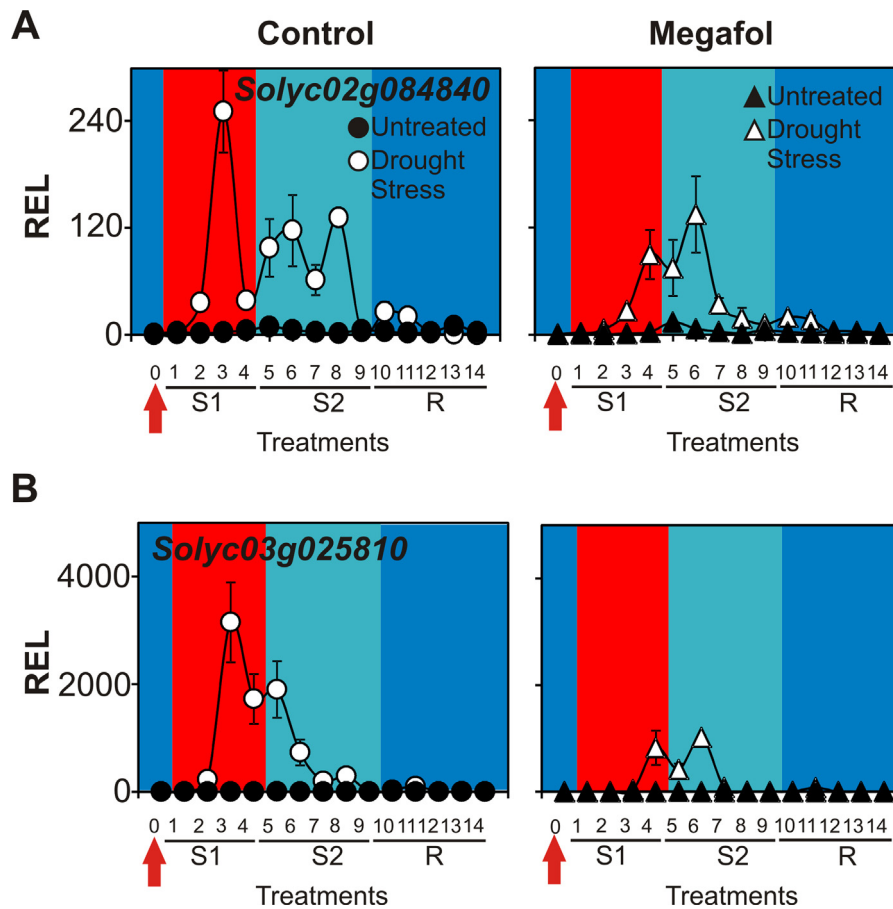 A
Control
Megafol
Solyc02g084840
Untreated
Drought
Stress
Untreated
Drought
Stress
REL
240
120
0
0 1 2 3 4 5 6 7 8 9 10 11 12 13 14
0 1 2 3 4 5 6 7 8 9 10 11 12 13 14
S1 S2 R
S1 S2 R
Treatments
Treatments
B
Solyc03g025810
REL
4000
2000
0
0 1 2 3 4 5 6 7 8 9 10 11 12 13 14
0 1 2 3 4 5 6 7 8 9 10 11 12 13 14
S1 S2 R
S1 S2 R
Treatments
Treatments